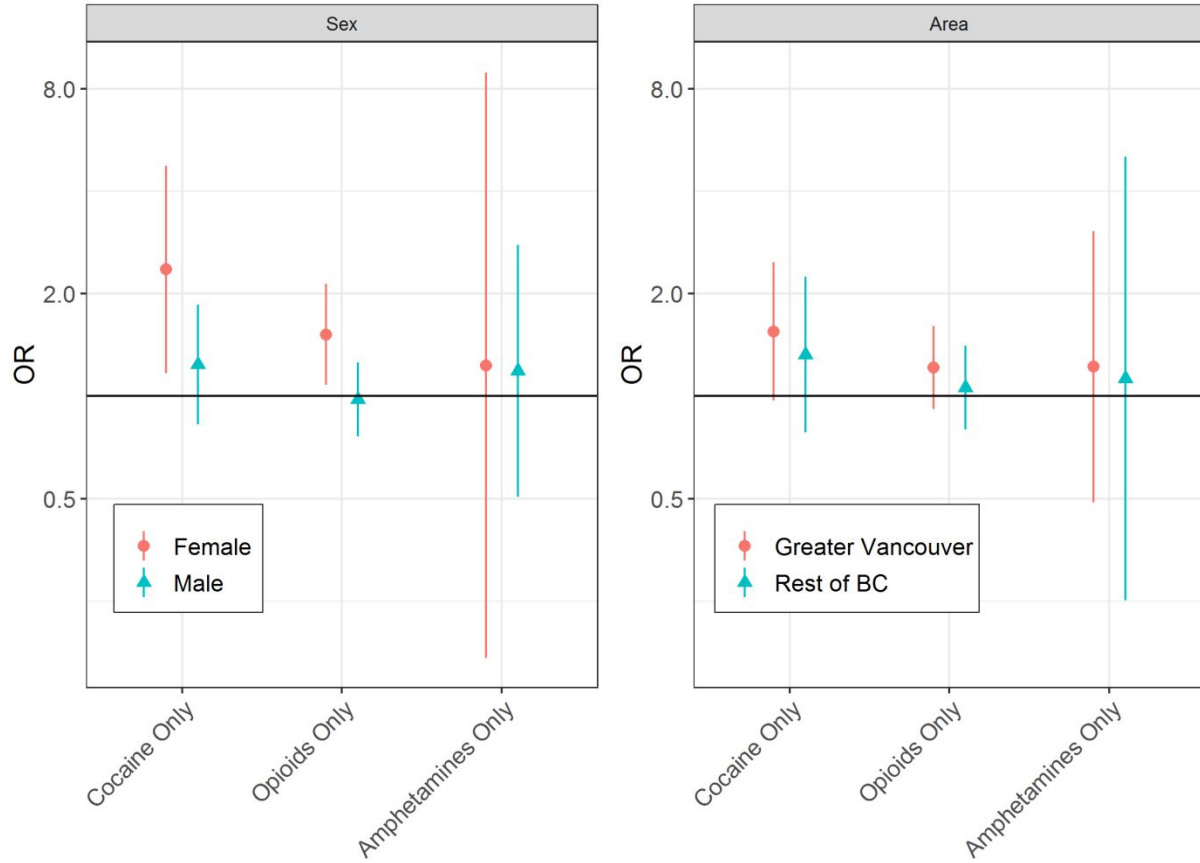 Sex
OR
8.0
2.0
0.5
Female
Male
Cocaine Only
Opioids Only
Amphetamines Only
Area
OR
8.0
2.0
0.5
Greater Vancouver
Rest of BC
Cocaine Only
Opioids Only
Amphetamines Only